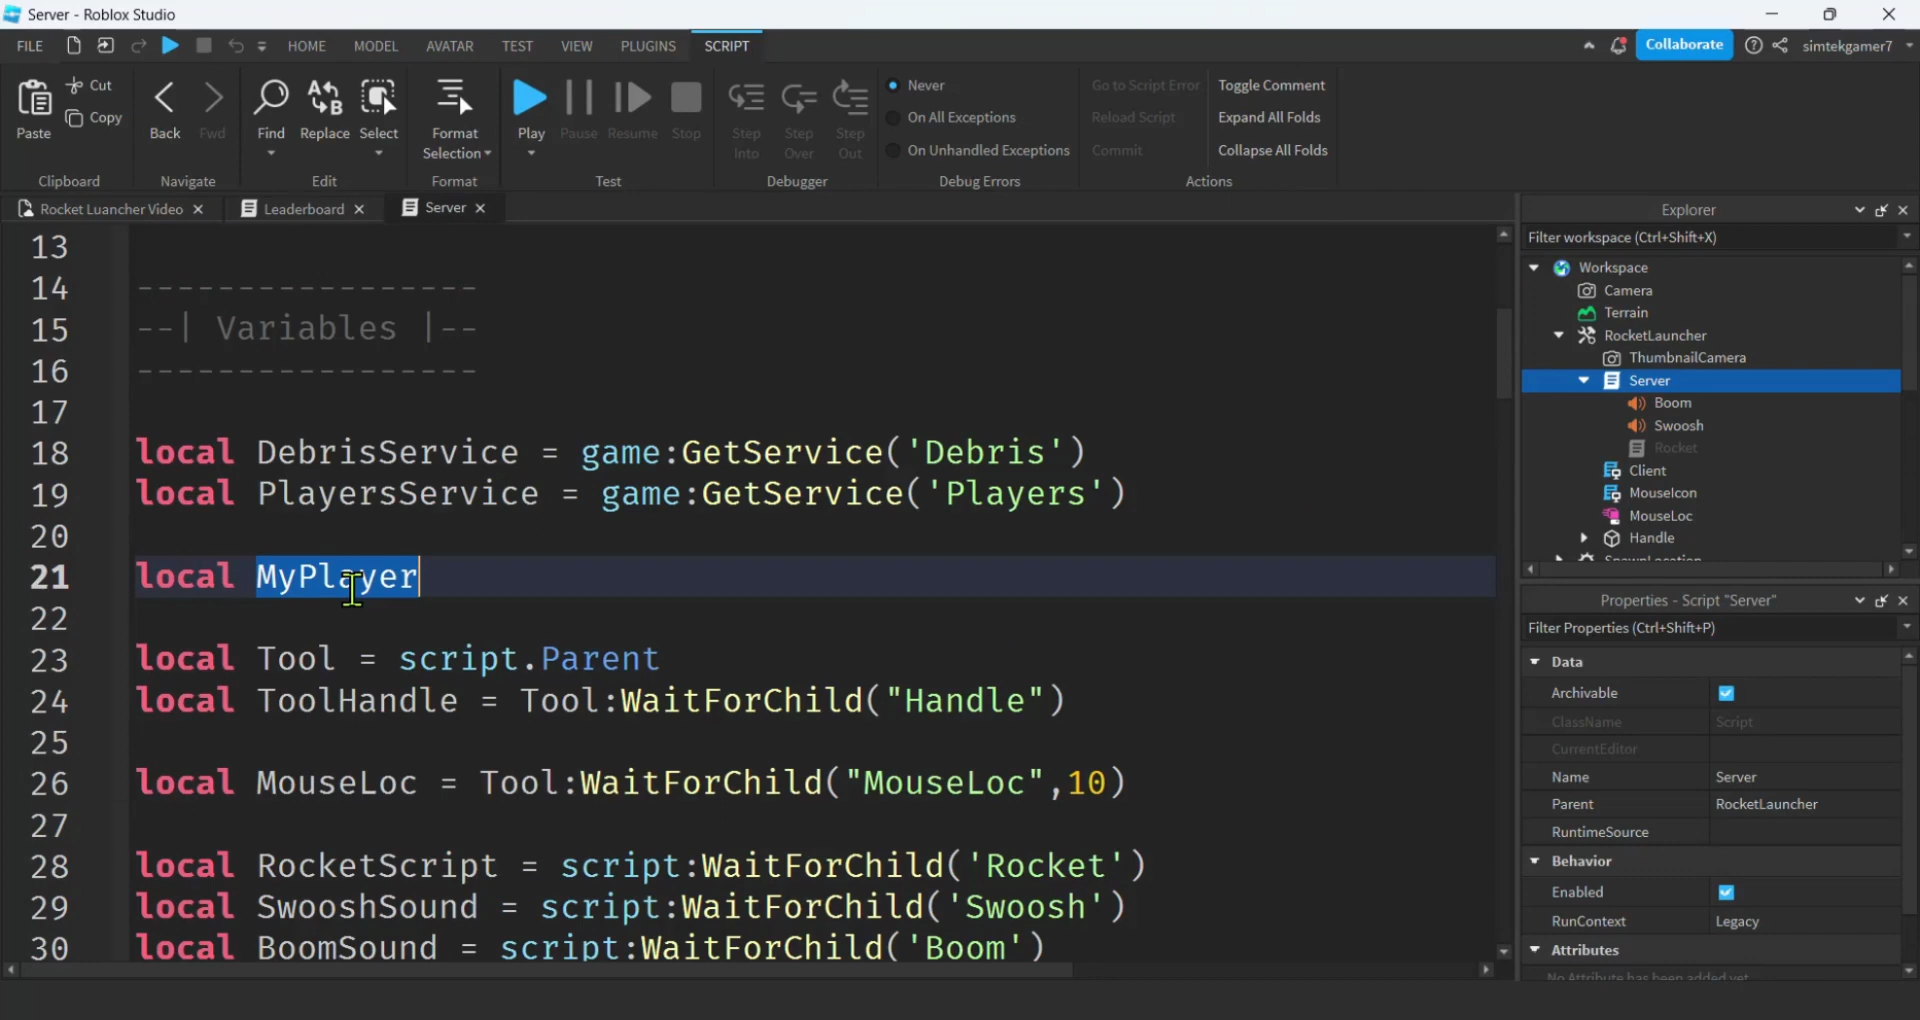 Server - Roblox Studio
FILE HOME MODEL AVATAR TEST VIEW PLUGINS SCRIPT Collaborate simtekgamer7
Paste Cut Copy Clipboard
Back Fwd Navigate
Find Replace Select Edit
Format Selection Format
Play Pause Resume Stop Test
Step Into Step Over Step Out Debugger
Never
On All Exceptions
On Unhandled Exceptions
Debug Errors
Go to Script Error Toggle Comment
Reload Script Expand All Folds
Commit Collapse All Folds
Actions
Rocket Luancher Video Leaderboard Server
13
14 -----------------
15 --| Variables |--
16 -----------------
17
18 local DebrisService = game:GetService('Debris')
19 local PlayersService = game:GetService('Players')
20
21 local MyPlayer
22
23 local Tool = script.Parent
24 local ToolHandle = Tool:WaitForChild("Handle")
25
26 local MouseLoc = Tool:WaitForChild("MouseLoc",10)
27
28 local RocketScript = script:WaitForChild('Rocket')
29 local SwooshSound = script:WaitForChild('Swoosh')
30 local BoomSound = script:WaitForChild('Boom')
Explorer
Filter workspace (Ctrl+Shift+X)
Workspace
Camera
Terrain
RocketLauncher
ThumbnailCamera
Server
Boom
Swoosh
Rocket
Client
MouseIcon
MouseLoc
Handle
SpawnLocation
Properties - Script "Server"
Filter Properties (Ctrl+Shift+P)
Data
Archivable
ClassName Script
CurrentEditor
Name Server
Parent RocketLauncher
RuntimeSource
Behavior
Enabled
RunContext Legacy
Attributes
No Attribute has been added yet